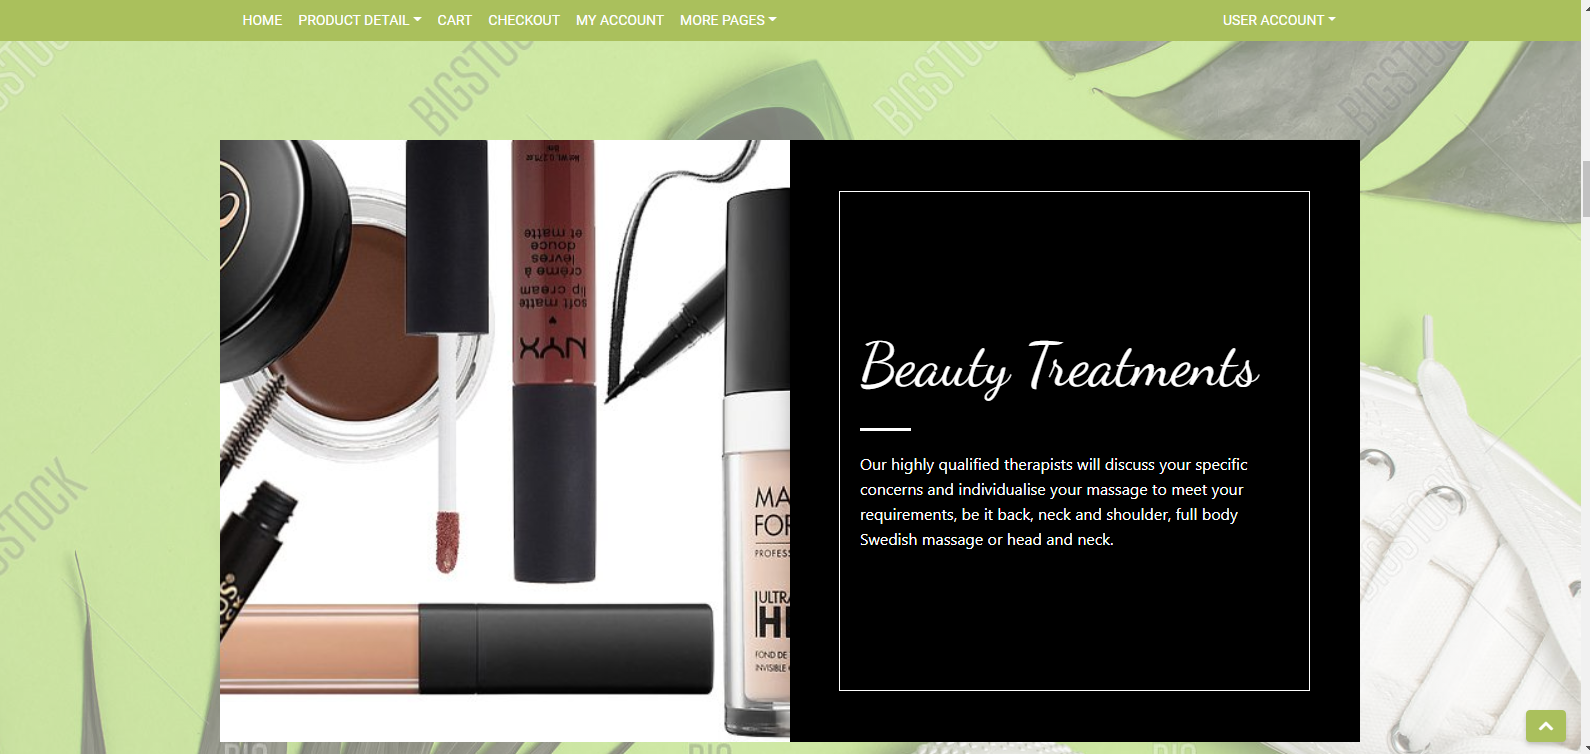 HOME PRODUCT DETAIL CART CHECKOUT MY ACCOUNT MORE PAGES USER ACCOUNT
BIGSTOCK
BIGSTOCK
BIGSTOCK
et matte
douce
lèvres
crème à
lip cream
soft matte
NYX
Beauty Treatments
Our highly qualified therapists will discuss your specific
concerns and individualise your massage to meet your
requirements, be it back, neck and shoulder, full body
Swedish massage or head and neck.
MA
FOR
PROFESS
ULTRA
HD
FOND DE
INVISIBLE